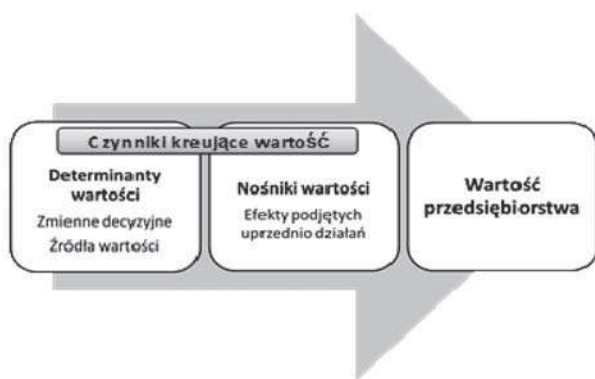 Czynniki kreujące wartość
Determinanty
wartości
Zmienne decyzyjne
Źródła wartości
Nośniki wartości
Efekty podjętych
uprzednio działań
Wartość
przedsiębiorstwa